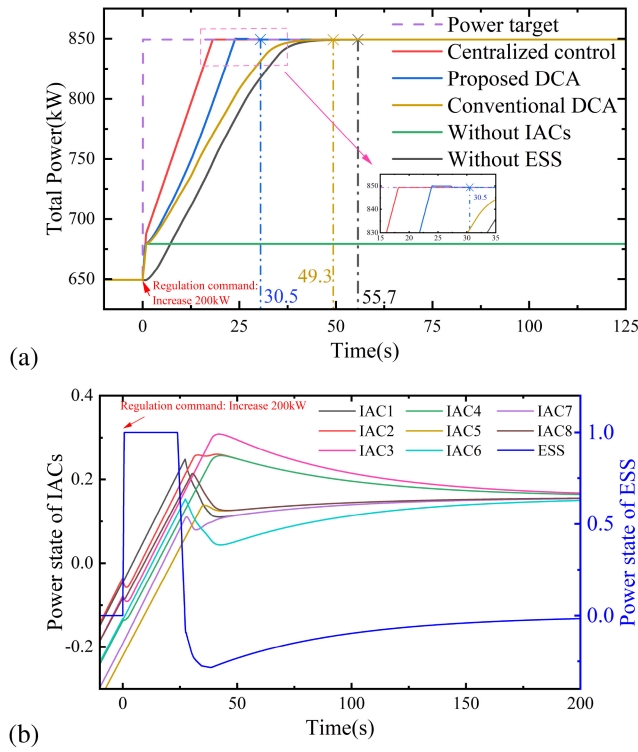 Total Power(kW)
850
800
750
700
650
Power target
Centralized control
Proposed DCA
Conventional DCA
Without IACs
Without ESS
850
840
830
30.5
15
20
25
30
35
Regulation command:
Increase 200kW
49.3
30.5
55.7
0
25
50
75
100
125
Time(s)
(a)
Power state of IACs
0.4
0.2
0.0
-0.2
Regulation command: Increase 200kW
IAC1 IAC4 IAC7
IAC2 IAC5 IAC8
IAC3 IAC6 ESS
1.0
0.5
0.0
Power state of ESS
0
50
100
150
200
Time(s)
(b)